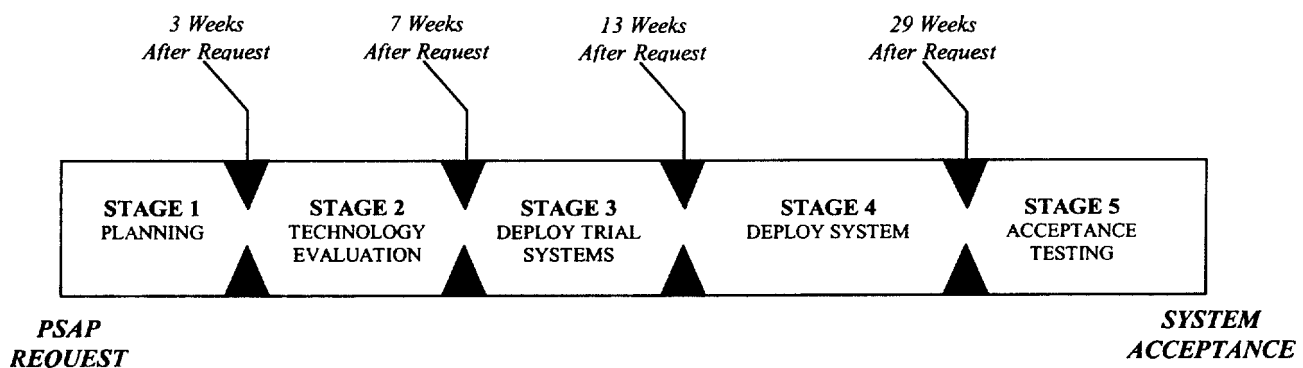 3 Weeks
After Request
7 Weeks
After Request
13 Weeks
After Request
29 Weeks
After Request
STAGE 1
PLANNING
STAGE 2
TECHNOLOGY
EVALUATION
STAGE 3
DEPLOY TRIAL
SYSTEMS
STAGE 4
DEPLOY SYSTEM
STAGE 5
ACCEPTANCE
TESTING
PSAP
REQUEST
SYSTEM
ACCEPTANCE